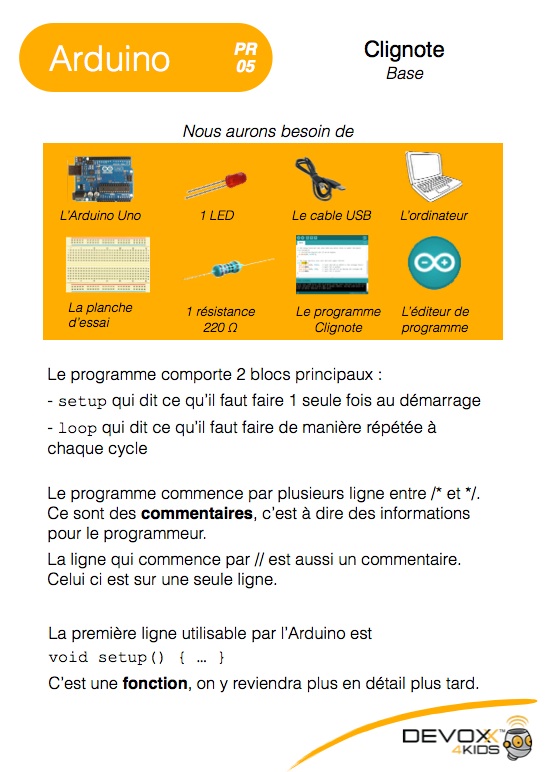 Arduino
PR
05
Clignote
Base
Nous aurons besoin de
L'Arduino Uno
1 LED
Le cable USB
L'ordinateur
La planche
d'essai
1 résistance
220 Ω
Le programme
Clignote
L'éditeur de
programme
Le programme comporte 2 blocs principaux :
- setup qui dit ce qu'il faut faire 1 seule fois au démarrage
- loop qui dit ce qu'il faut faire de manière répétée à
chaque cycle
Le programme commence par plusieurs ligne entre /* et */.
Ce sont des commentaires, c'est à dire des informations
pour le programmeur.
La ligne qui commence par // est aussi un commentaire.
Celui ci est sur une seule ligne.
La première ligne utilisable par l'Arduino est
void setup() { … }
C'est une fonction, on y reviendra plus en détail plus tard.
DEVOXX™
4KIDS